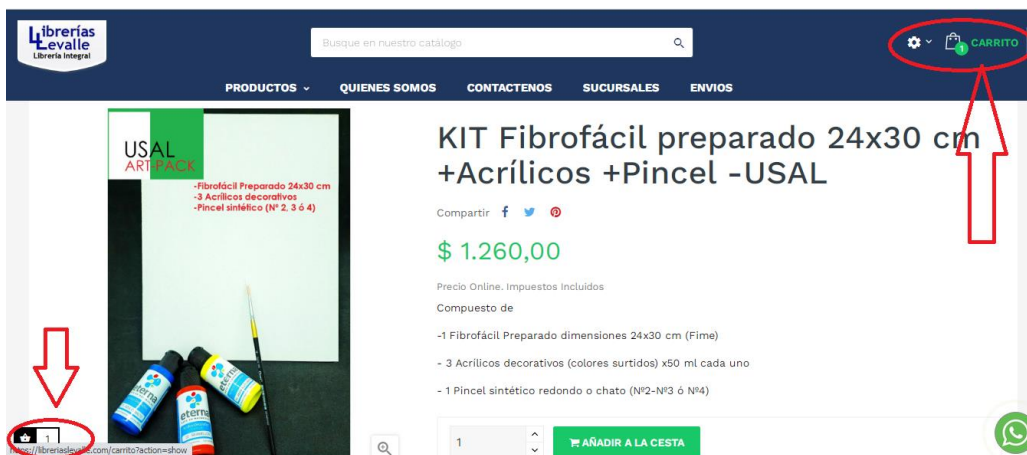 Librerías
Levalle
Librería Integral
Busque en nuestro catálogo
1
CARRITO
PRODUCTOS
QUIENES SOMOS
CONTACTENOS
SUCURSALES
ENVIOS
USAL
ART PACK
-Fibrofácil Preparado 24x30 cm
-3 Acrílicos decorativos
-Pincel sintético (N° 2, 3 ó 4)
eterna
eterna
eterna
KIT Fibrofácil preparado 24x30 cm
+Acrílicos +Pincel -USAL
Compartir
$ 1.260,00
Precio Online. Impuestos Incluídos
Compuesto de
-1 Fibrofácil Preparado dimensiones 24x30 cm (Fime)
- 3 Acrílicos decorativos (colores surtidos) x50 ml cada uno
- 1 Pincel sintético redondo o chato (Nº2-Nº3 ó Nº4)
1
AÑADIR A LA CESTA
1
https://libreriaslevalle.com/carrito?action=show